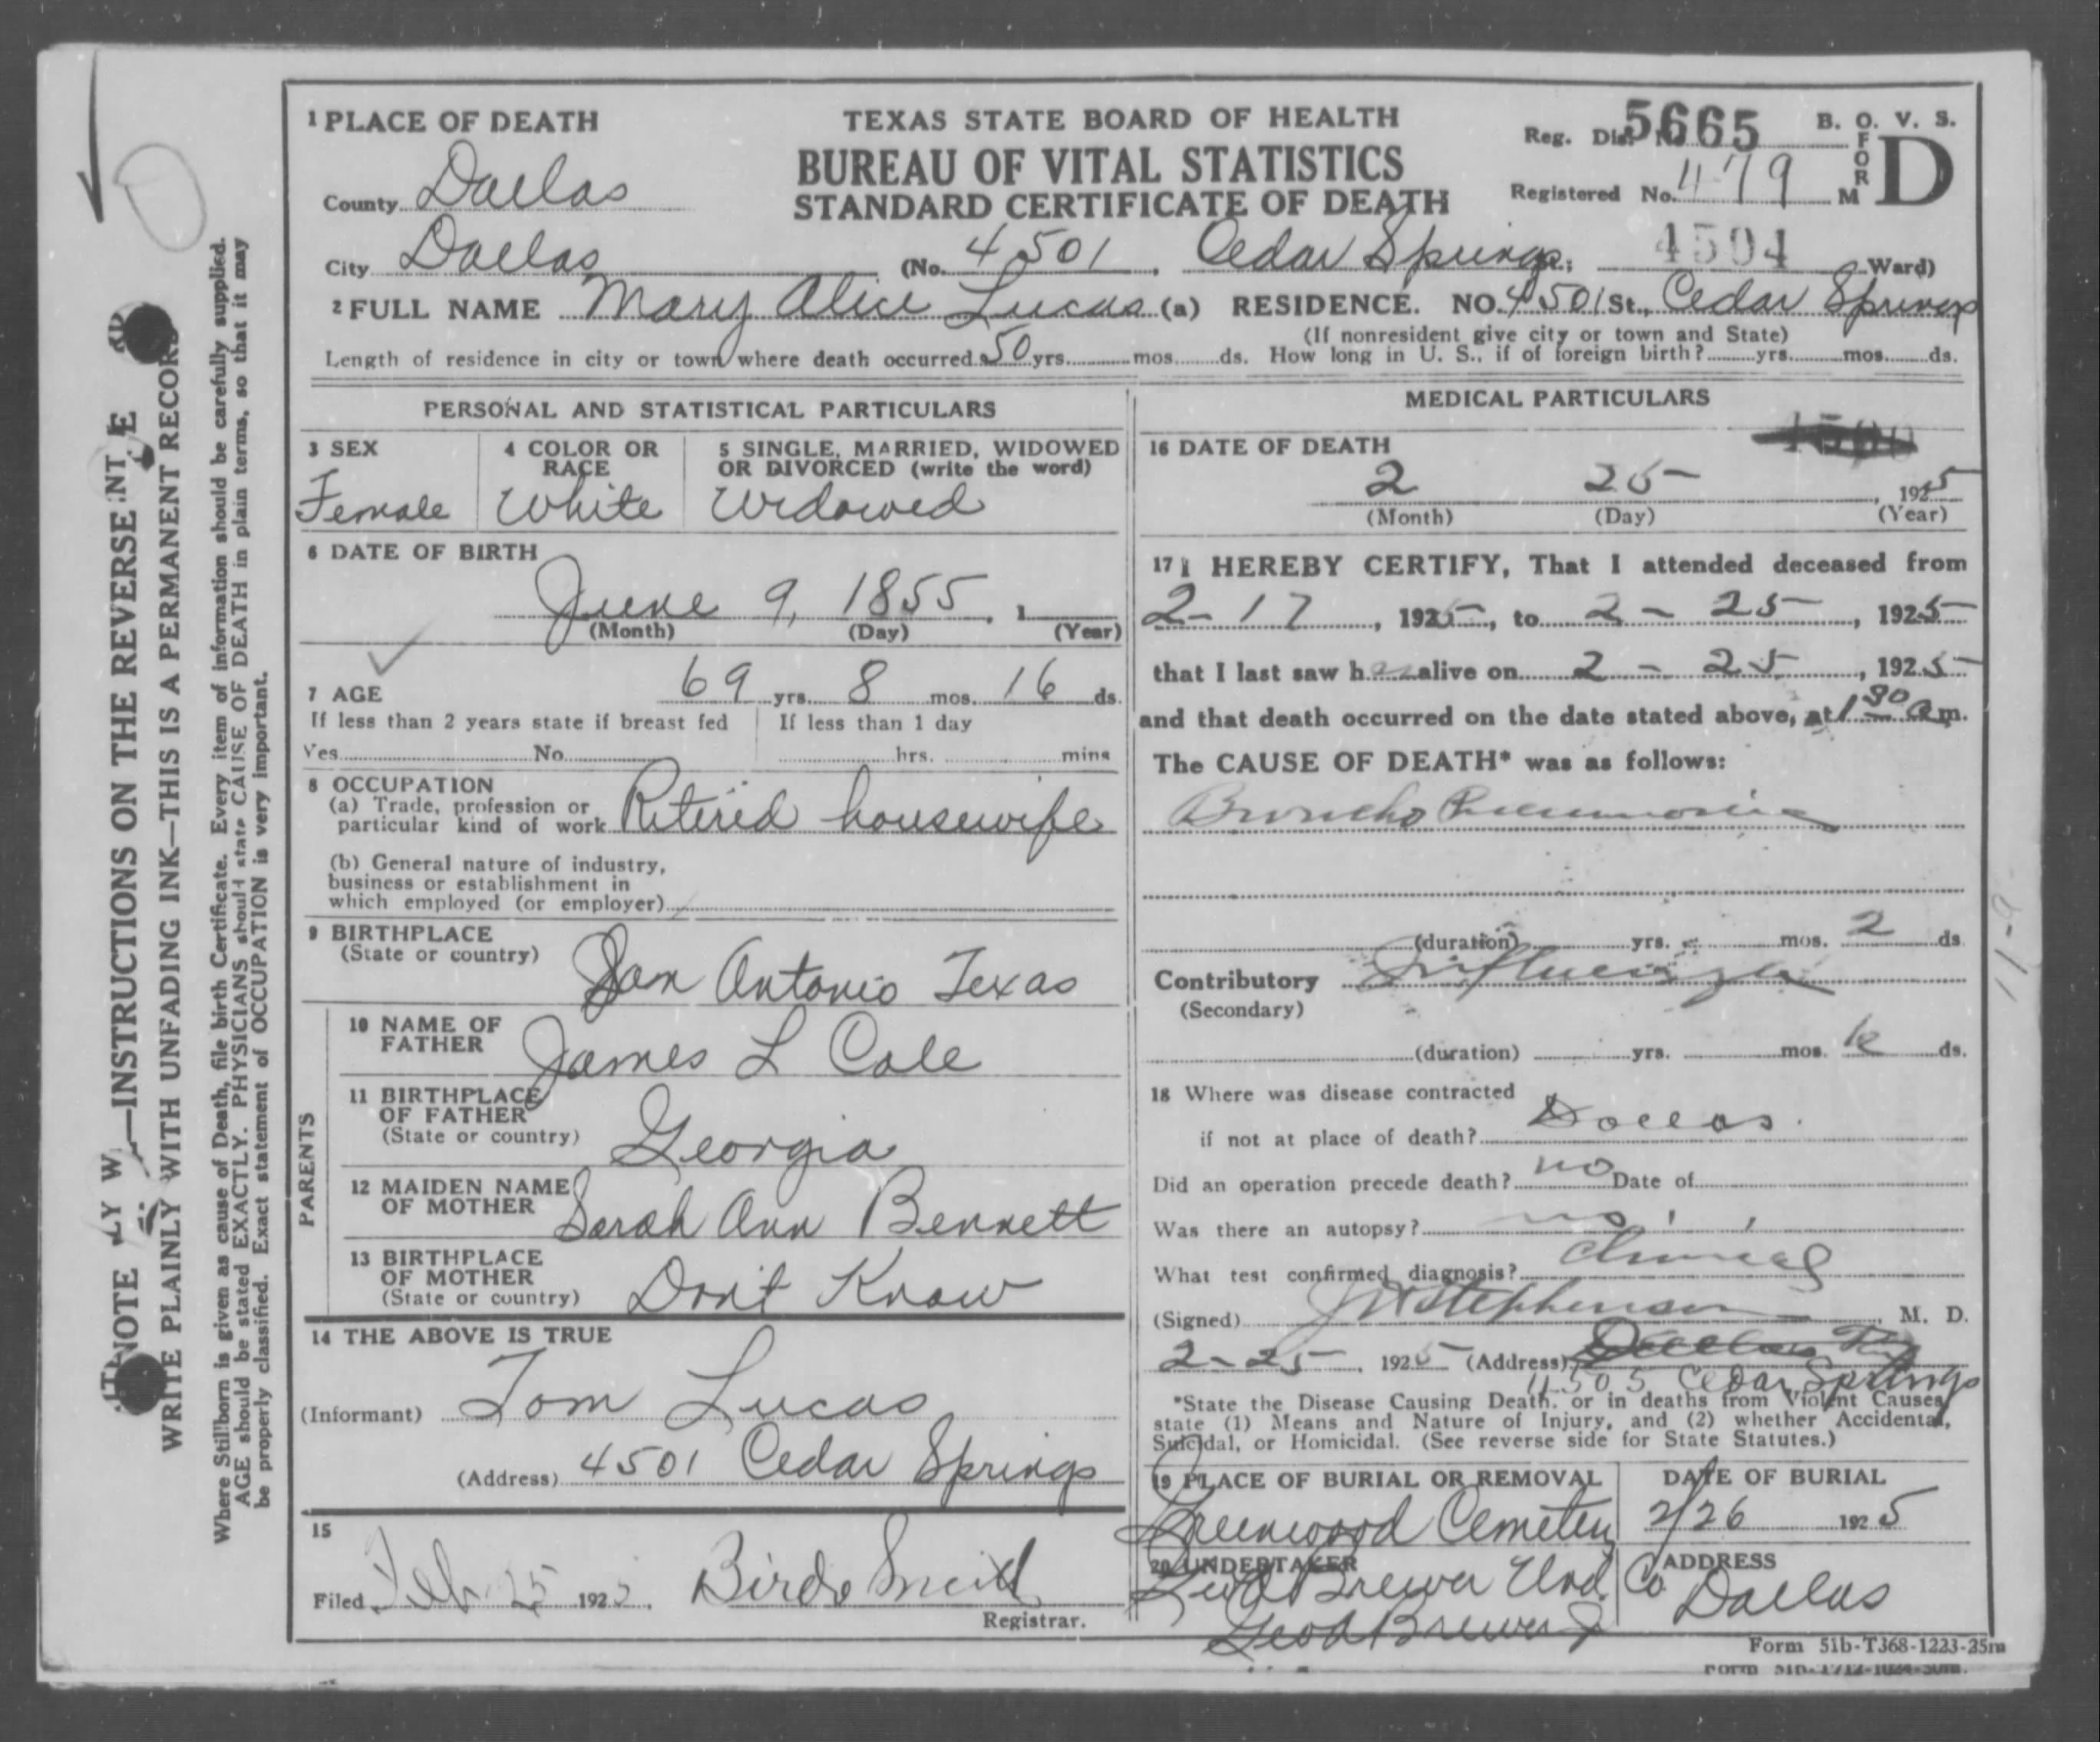 1 PLACE OF DEATH
TEXAS STATE BOARD OF HEALTH
BUREAU OF VITAL STATISTICS
STANDARD CERTIFICATE OF DEATH
Reg. Dist. 5665
B. O. V. S.
FORM D
Registered No. 479
County Dallas
City Dallas (No. 4501, Cedar Springs St.; 4504 Ward)
2 FULL NAME Mary Alice Lucas (a) RESIDENCE. NO. 4501 St., Cedar Springs
(If nonresident give city or town and State)
Length of residence in city or town where death occurred 50 yrs. mos. ds. How long in U. S., if of foreign birth? yrs. mos. ds.
PERSONAL AND STATISTICAL PARTICULARS
3 SEX
Female
4 COLOR OR RACE
White
5 SINGLE, MARRIED, WIDOWED
OR DIVORCED (write the word)
Widowed
6 DATE OF BIRTH
June 9, 1855, 1
(Month) (Day) (Year)
7 AGE 69 yrs. 8 mos. 16 ds.
If less than 2 years state if breast fed
Yes No
If less than 1 day
hrs. mins
8 OCCUPATION
(a) Trade, profession or
particular kind of work Retired housewife
(b) General nature of industry,
business or establishment in
which employed (or employer)
9 BIRTHPLACE
(State or country) San Antonio Texas
PARENTS
10 NAME OF
FATHER James L Cole
11 BIRTHPLACE
OF FATHER
(State or country) Georgia
12 MAIDEN NAME
OF MOTHER Sarah Ann Bennett
13 BIRTHPLACE
OF MOTHER
(State or country) Don't Know
14 THE ABOVE IS TRUE
(Informant) Tom Lucas
(Address) 4501 Cedar Springs
15
Filed Feb 25 192
Registrar.
MEDICAL PARTICULARS
16 DATE OF DEATH
2 25 , 1925
(Month) (Day) (Year)
17 I HEREBY CERTIFY, That I attended deceased from
2-17, 1925, to 2-25, 1925
that I last saw her alive on 2-25, 1925
and that death occurred on the date stated above, at 1 30 a m.
The CAUSE OF DEATH* was as follows:
Broncho Pneumonia
(duration) yrs. mos. 2 ds
Contributory Influenza
(Secondary)
(duration) yrs. mos. ds.
18 Where was disease contracted
if not at place of death? Dallas.
Did an operation precede death? no Date of
Was there an autopsy? no
What test confirmed diagnosis? Clinical
(Signed) J W Stephenson, M. D.
2-25, 1925 (Address)
4505 Cedar Springs
*State the Disease Causing Death, or in deaths from Violent Causes,
state (1) Means and Nature of Injury, and (2) whether Accidental,
Suicidal, or Homicidal. (See reverse side for State Statutes.)
19 PLACE OF BURIAL OR REMOVAL
Greenwood Cemetery
DATE OF BURIAL
2/26 1925
20 UNDERTAKER
Brewer Und. Co
Geo A Brewer
ADDRESS
Dallas
Form 51b-T368-1223-25m
11-9
INSTRUCTIONS ON THE REVERSE
WRITE PLAINLY WITH UNFADING INK—THIS IS A PERMANENT RECORD
Where Stillborn is given as cause of Death, file birth Certificate. Every item of information should be carefully supplied.
AGE should be stated EXACTLY. PHYSICIANS should state CAUSE OF DEATH in plain terms, so that it may
be properly classified. Exact statement of OCCUPATION is very important.